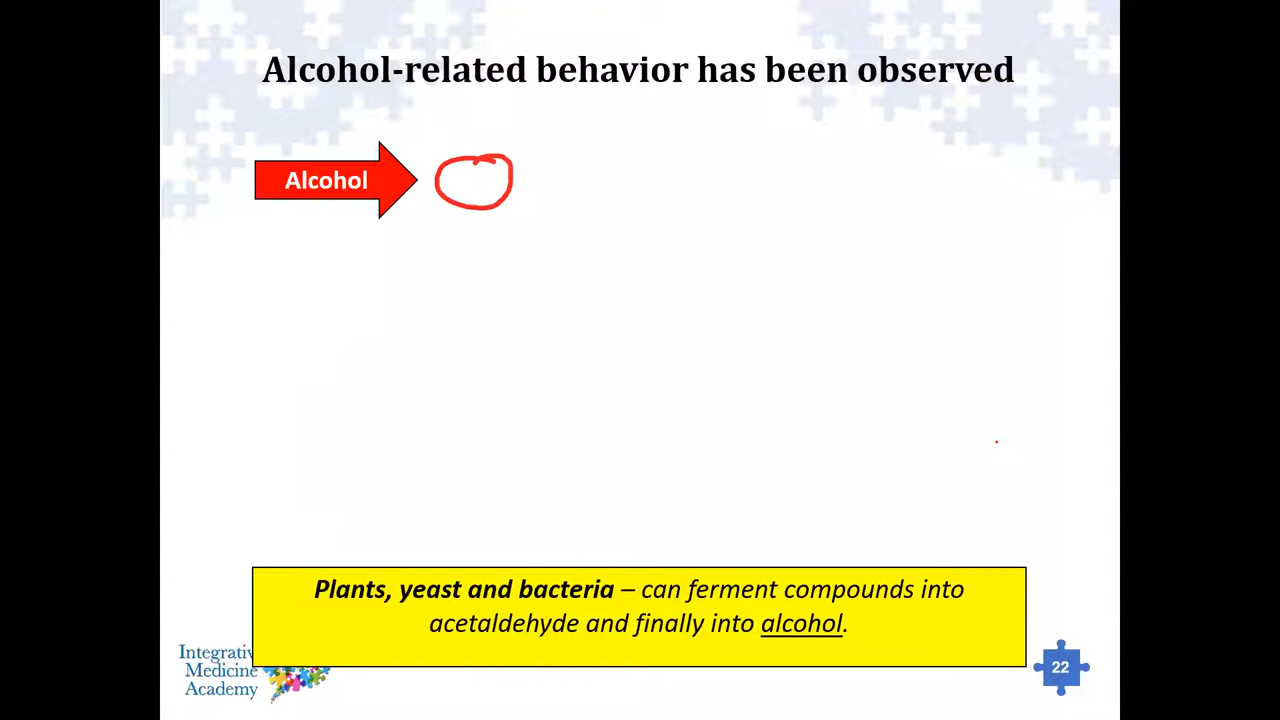 Alcohol-related behavior has been observed
Alcohol
Plants, yeast and bacteria – can ferment compounds into
acetaldehyde and finally into alcohol.
Integrativ
Medicine
Academy
22